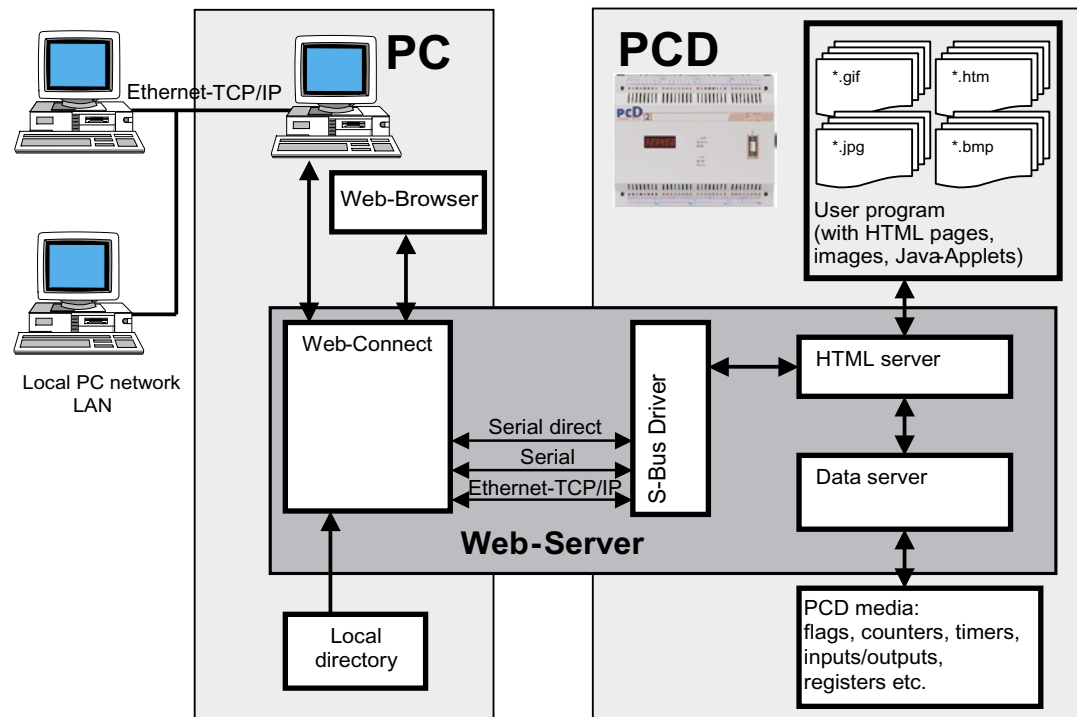 PC
PCD
Ethernet-TCP/IP
*.gif
*.htm
*.jpg
*.bmp
PCD
2
Web-Browser
User program
(with HTML pages,
images, Java-Applets)
Local PC network
LAN
Web-Connect
S-Bus Driver
HTML server
Serial direct
Serial
Ethernet-TCP/IP
Data server
Web-Server
Local
directory
PCD media:
flags, counters, timers,
inputs/outputs,
registers etc.